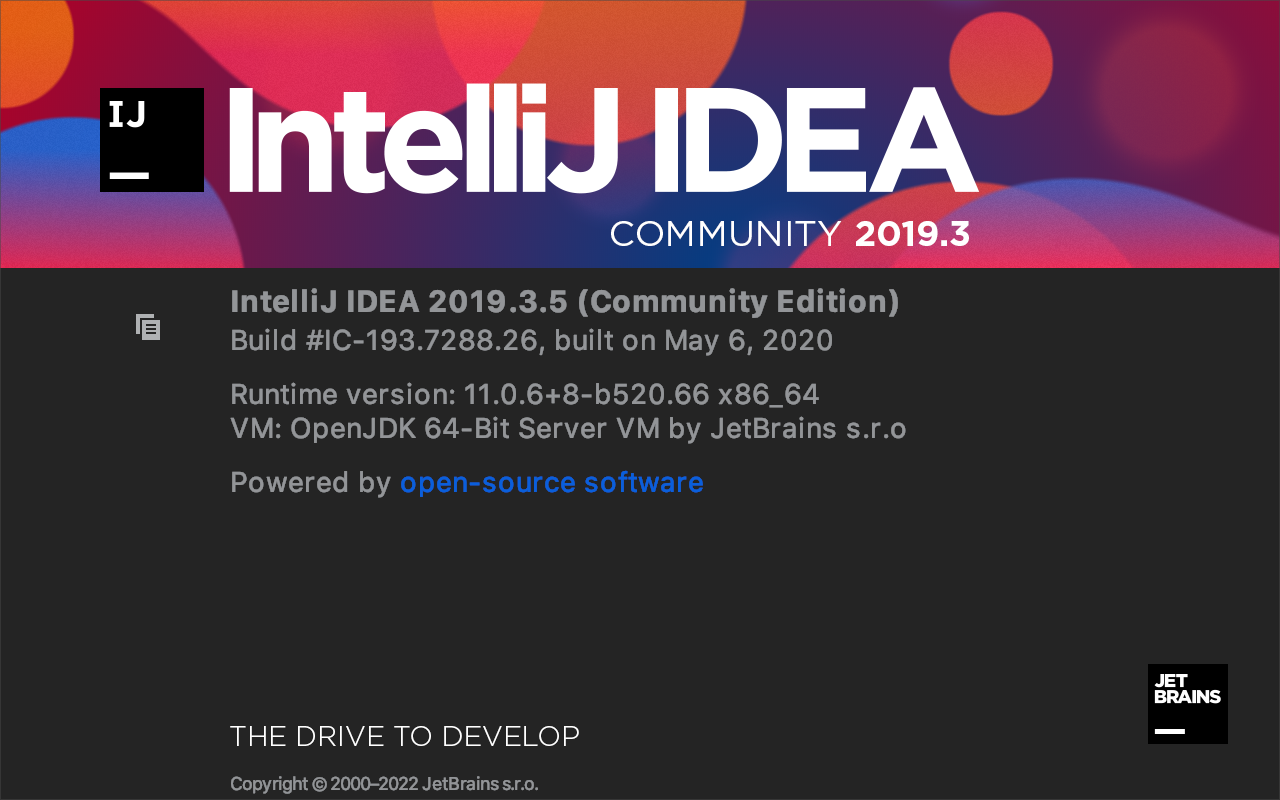 IJ
IntelliJ IDEA
COMMUNITY 2019.3
IntelliJ IDEA 2019.3.5 (Community Edition)
Build #IC-193.7288.26, built on May 6, 2020
Runtime version: 11.0.6+8-b520.66 x86_64
VM: OpenJDK 64-Bit Server VM by JetBrains s.r.o
Powered by open-source software
JET
BRAINS
THE DRIVE TO DEVELOP
Copyright © 2000–2022 JetBrains s.r.o.